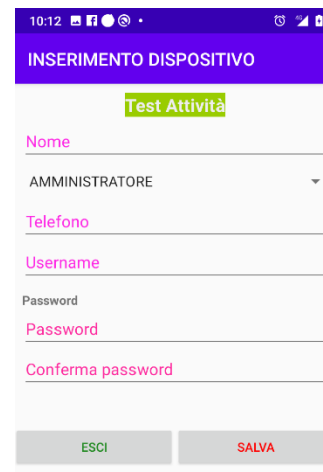 10:12
INSERIMENTO DISPOSITIVO
Test Attività
Nome
AMMINISTRATORE
Telefono
Username
Password
Password
Conferma password
ESCI SALVA